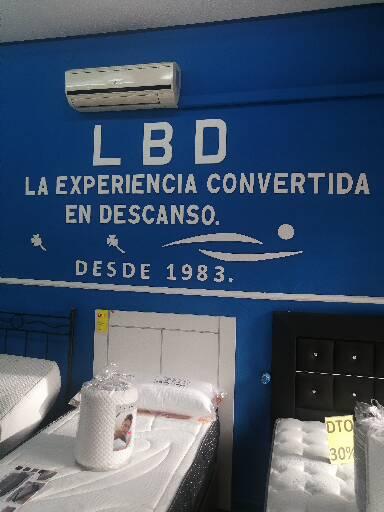 LBD
LA EXPERIENCIA CONVERTIDA
EN DESCANSO.
DESDE 1983.
DTO
30%